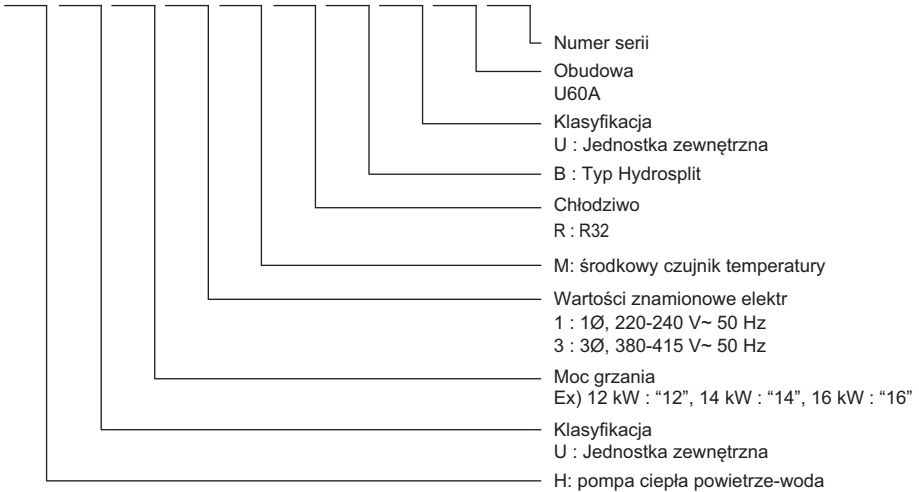 Numer serii
Obudowa
U60A
Klasyfikacja
U : Jednostka zewnętrzna
B : Typ Hydrosplit
Chłodziwo
R : R32
M: środkowy czujnik temperatury
Wartości znamionowe elektr
1 : 1Ø, 220-240 V~ 50 Hz
3 : 3Ø, 380-415 V~ 50 Hz
Moc grzania
Ex) 12 kW : “12”, 14 kW : “14”, 16 kW : “16”
Klasyfikacja
U : Jednostka zewnętrzna
H: pompa ciepła powietrze-woda